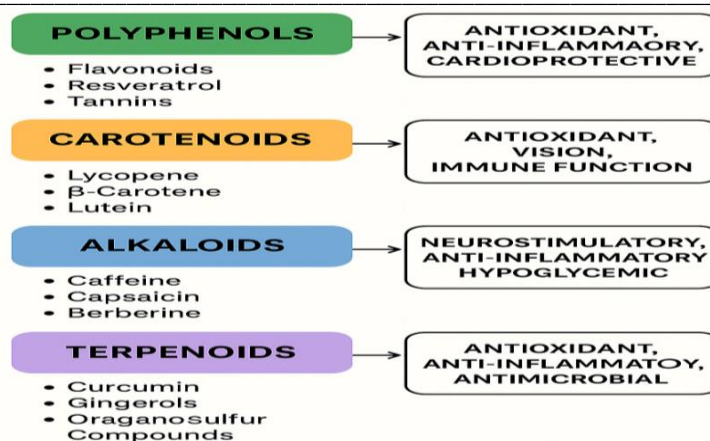 POLYPHENOLS
• Flavonoids
• Resveratrol
• Tannins
ANTIOXIDANT,
ANTI-INFLAMMAORY,
CARDIOPROTECTIVE
CAROTENOIDS
• Lycopene
• β-Carotene
• Lutein
ANTIOXIDANT,
VISION,
IMMUNE FUNCTION
ALKALOIDS
• Caffeine
• Capsaicin
• Berberine
NEUROSTIMULATORY,
ANTI-INFLAMMATORY
HYPOGLYCEMIC
TERPENOIDS
• Curcumin
• Gingerols
• Oraganosulfur
Compounds
ANTIOXIDANT,
ANTI-INFLAMMATOY,
ANTIMICROBIAL